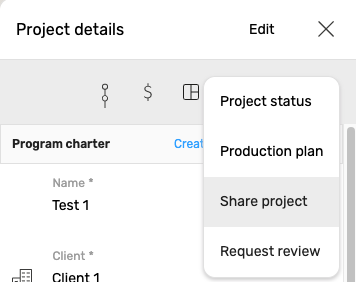 Project details
Edit
$
Project status
Production plan
Share project
Request review
Program charter
Name *
Test 1
Client *
Client 1